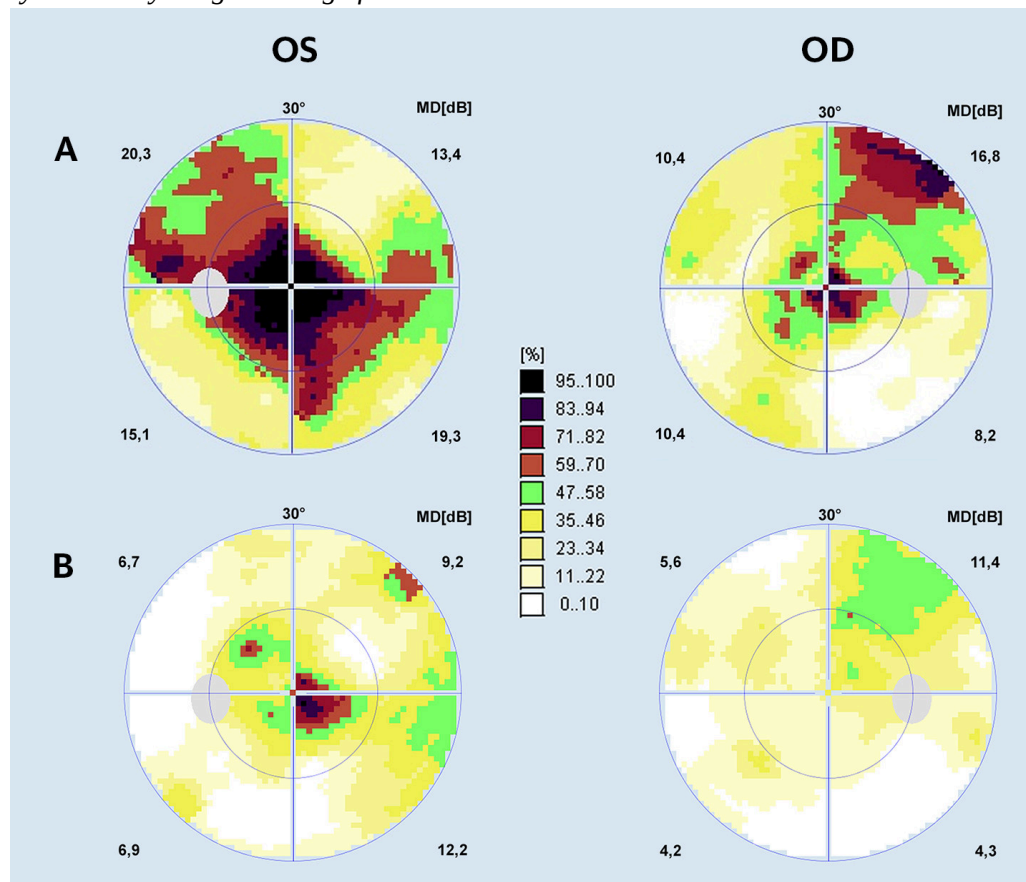 OS OD
A
30° MD[dB]
20,3 13,4
15,1 19,3
30° MD[dB]
10,4 16,8
10,4 8,2
[%]
95..100
83..94
71..82
59..70
47..58
35..46
23..34
11..22
0..10
B
30° MD[dB]
6,7 9,2
6,9 12,2
30° MD[dB]
5,6 11,4
4,2 4,3